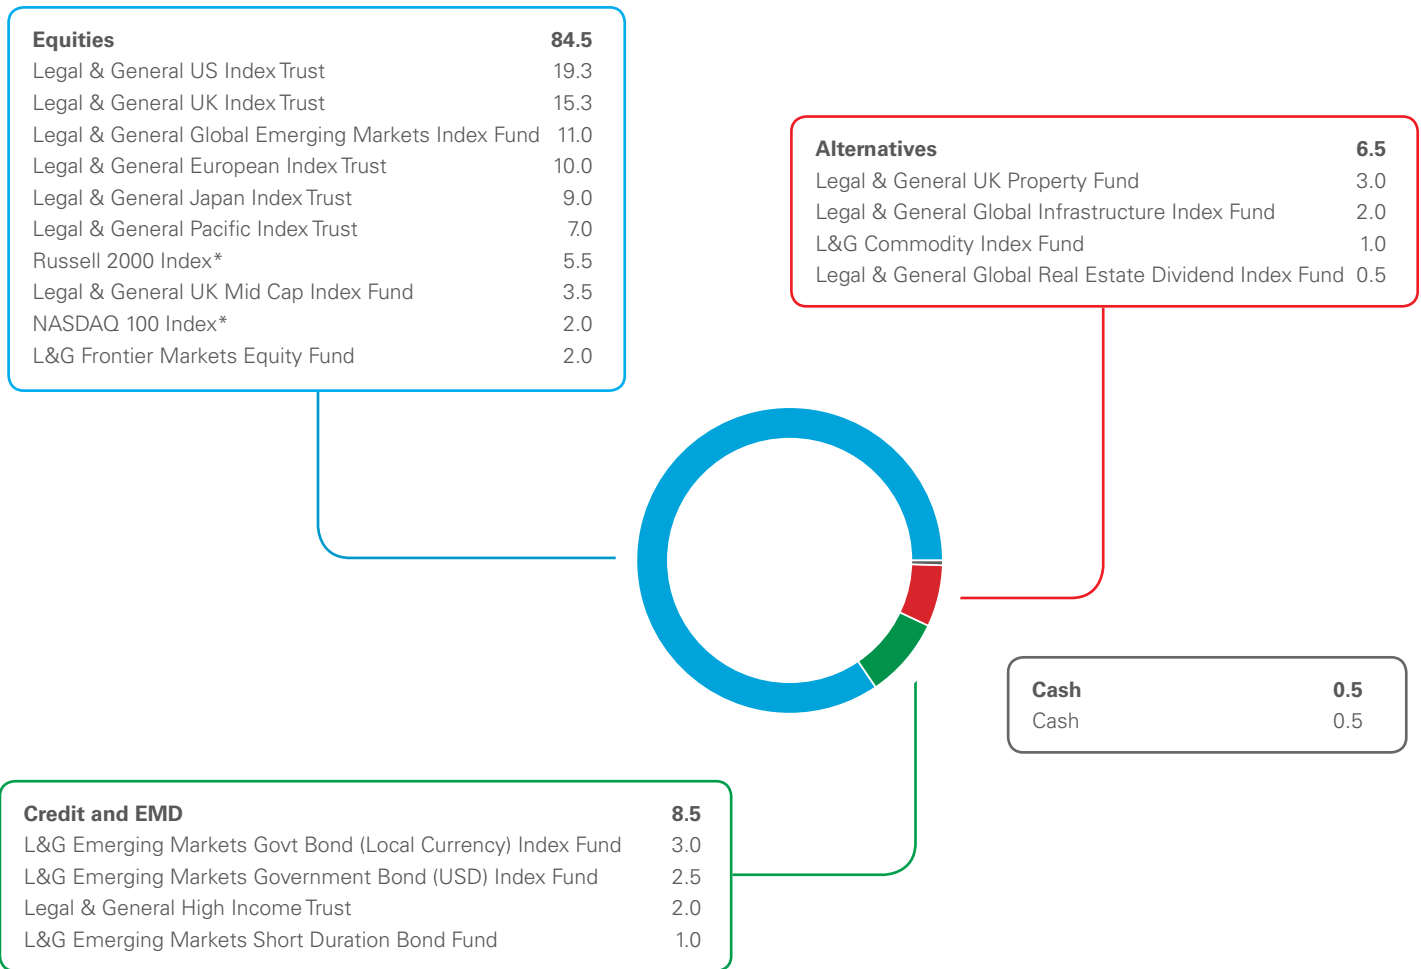 Equities 84.5
Legal & General US Index Trust 19.3
Legal & General UK Index Trust 15.3
Legal & General Global Emerging Markets Index Fund 11.0
Legal & General European Index Trust 10.0
Legal & General Japan Index Trust 9.0
Legal & General Pacific Index Trust 7.0
Russell 2000 Index* 5.5
Legal & General UK Mid Cap Index Fund 3.5
NASDAQ 100 Index* 2.0
L&G Frontier Markets Equity Fund 2.0
Alternatives 6.5
Legal & General UK Property Fund 3.0
Legal & General Global Infrastructure Index Fund 2.0
L&G Commodity Index Fund 1.0
Legal & General Global Real Estate Dividend Index Fund 0.5
Cash 0.5
Cash 0.5
Credit and EMD 8.5
L&G Emerging Markets Govt Bond (Local Currency) Index Fund 3.0
L&G Emerging Markets Government Bond (USD) Index Fund 2.5
Legal & General High Income Trust 2.0
L&G Emerging Markets Short Duration Bond Fund 1.0